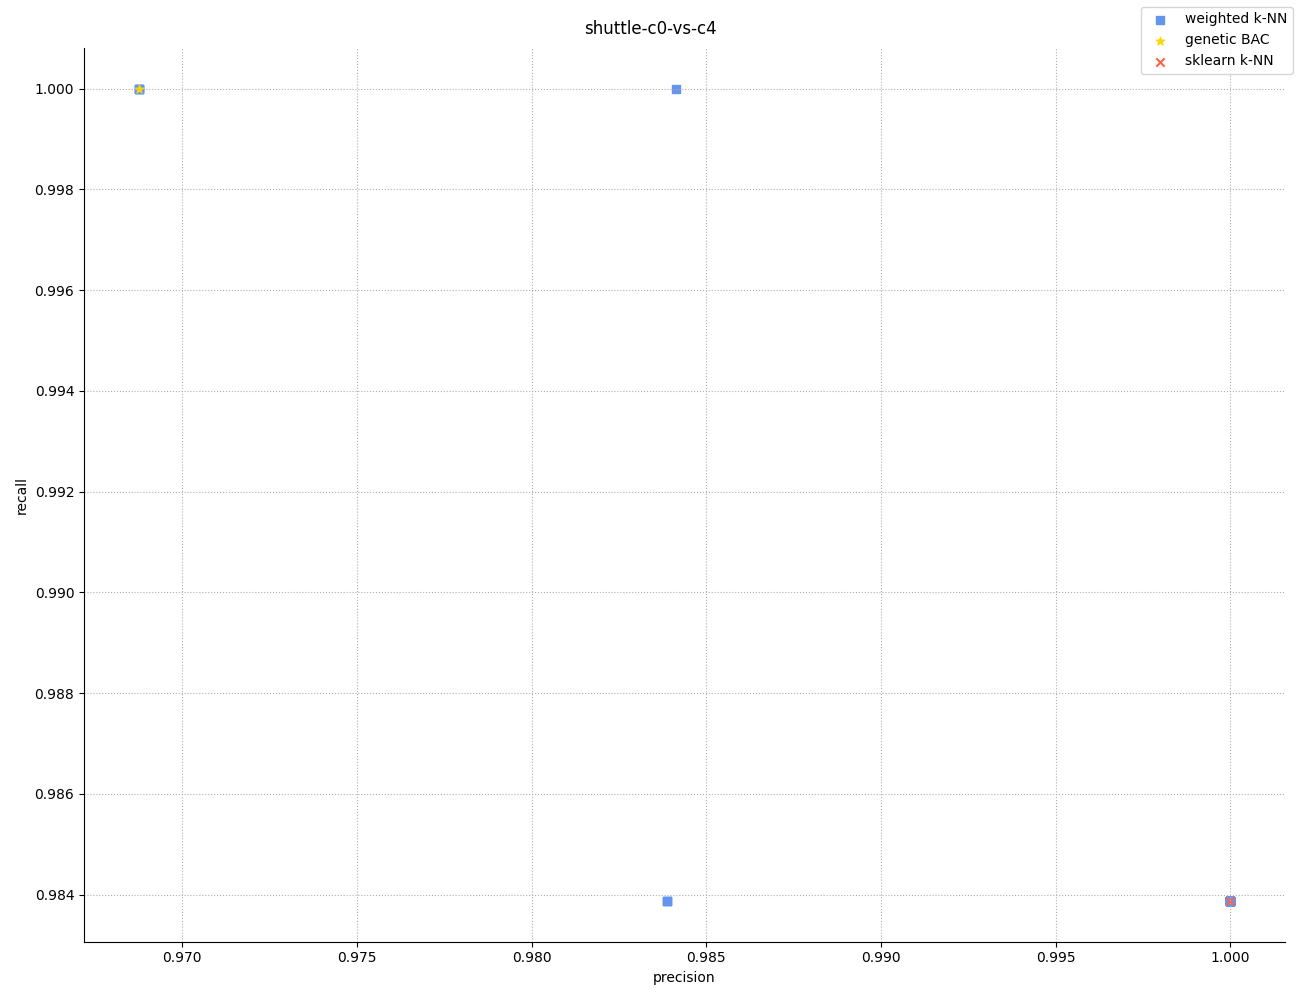 shuttle-c0-vs-c4
weighted k-NN
genetic BAC
sklearn k-NN
1.000
0.998
0.996
0.994
0.992
0.990
0.988
0.986
0.984
recall
0.970 0.975 0.980 0.985 0.990 0.995 1.000
precision